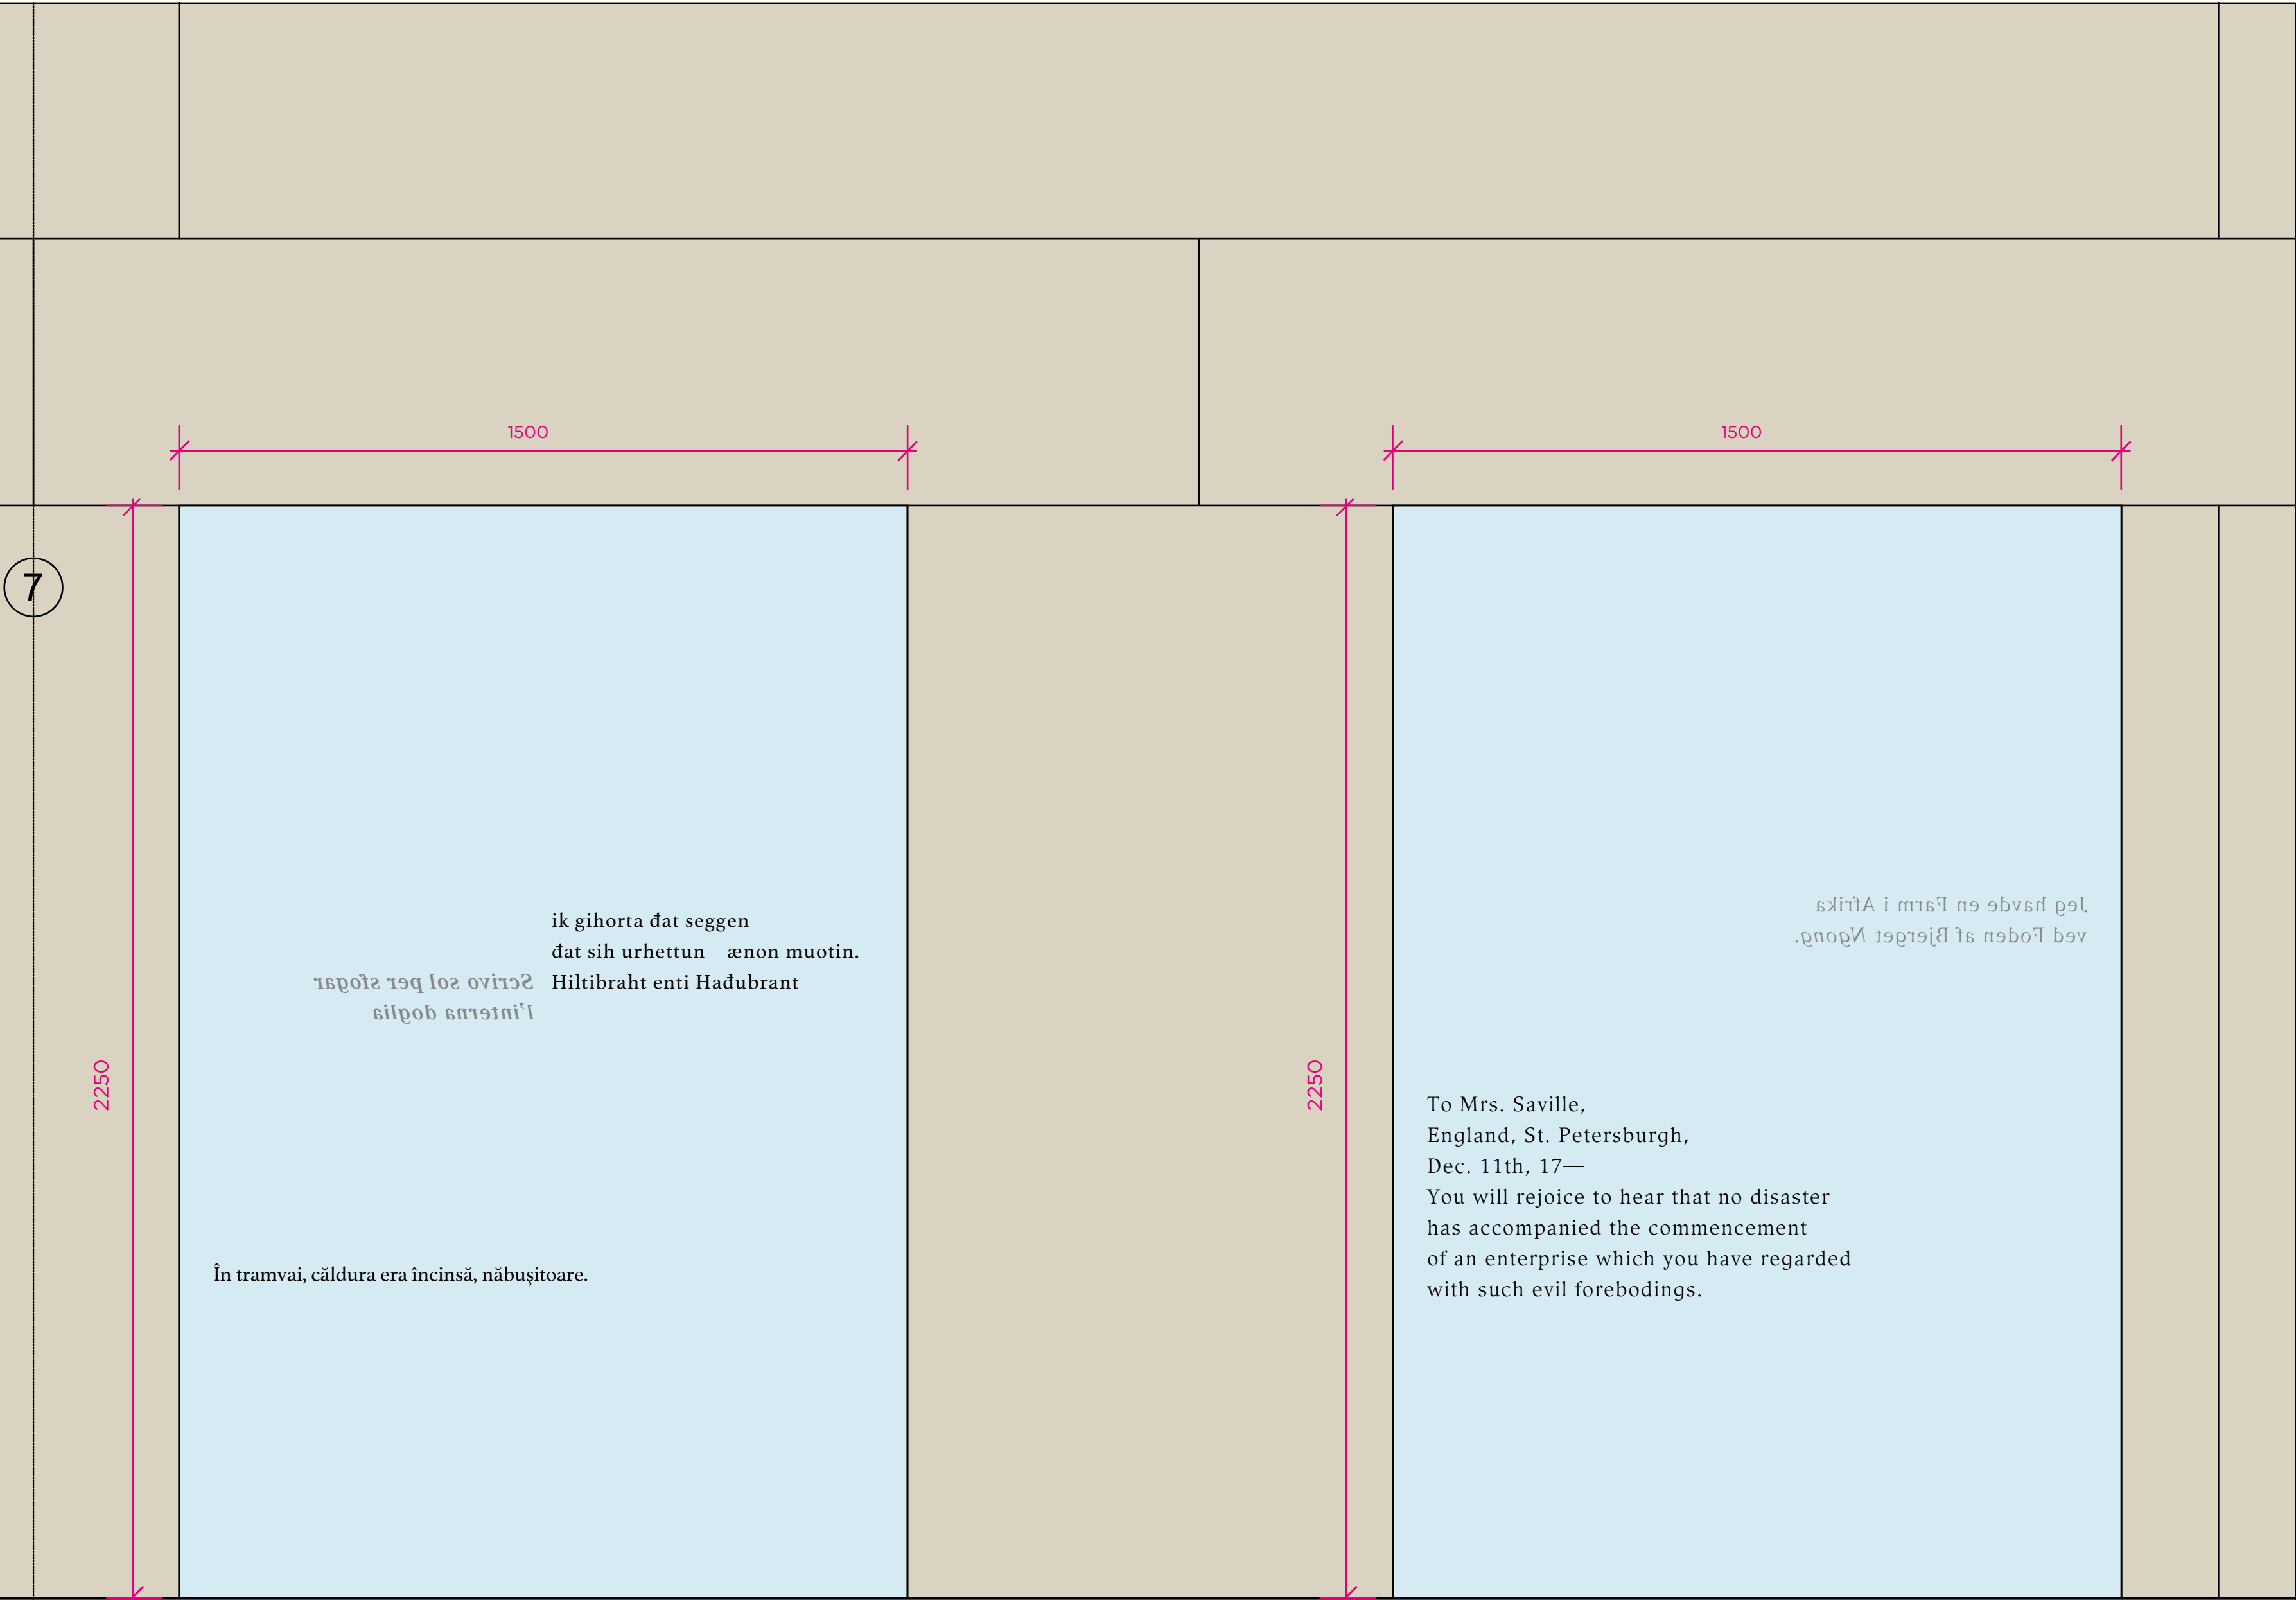 1500
1500
7
ik gihorta đat seggen
đat sih urhettun ænon muotin.
Hiltibraht enti Hađubrant
Scrivo sol per sfogar
l’interna doglia
2250
În tramvai, căldura era încinsă, năbușitoare.
Jeg havde en Farm i Afrika
ved Foden af Bjerget Ngong.
2250
To Mrs. Saville,
England, St. Petersburgh,
Dec. 11th, 17—
You will rejoice to hear that no disaster
has accompanied the commencement
of an enterprise which you have regarded
with such evil forebodings.